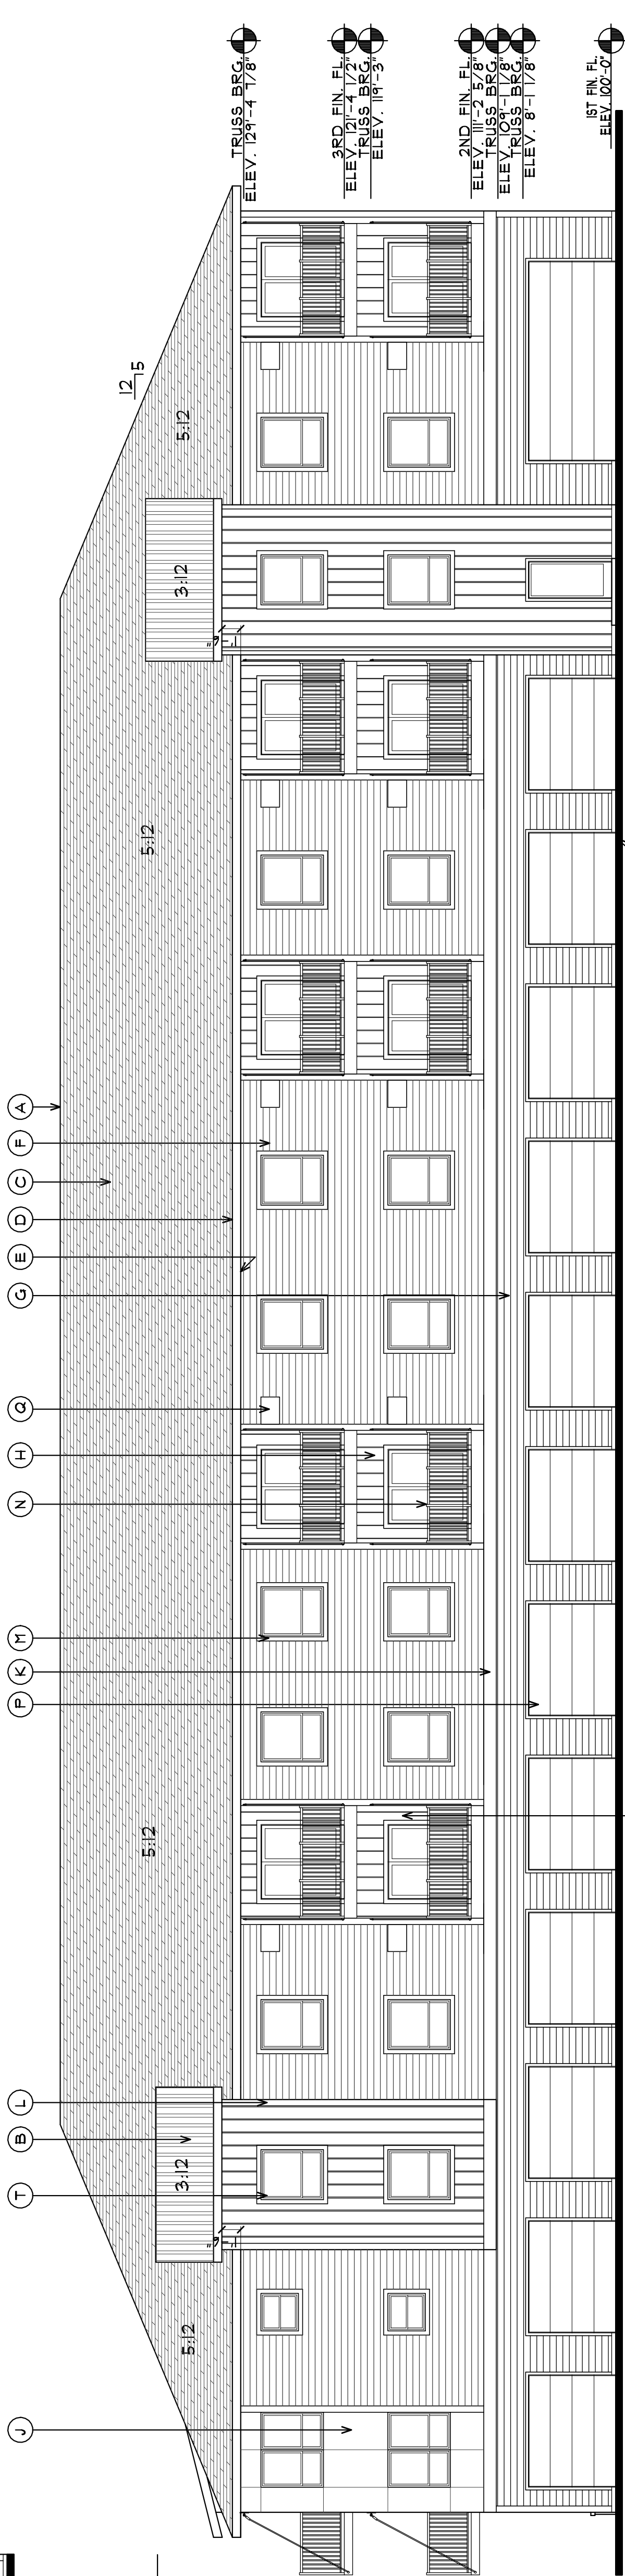 J
T
B
L
P
K
M
N
H
Q
G
E
D
C
F
A
12
5
5:12
3:12
5:12
5:12
3:12
5:12
TRUSS BRG.
ELEV. 129'-4 7/8"
3RD FIN. FL.
ELEV. 121'-4 1/2"
TRUSS BRG.
ELEV. 119'-3"
2ND FIN. FL.
ELEV. 111'-2 5/8"
TRUSS BRG.
ELEV. 109'-1 1/8"
TRUSS BRG.
ELEV. 8'-1 1/8"
1ST FIN. FL.
ELEV. 100'-0"